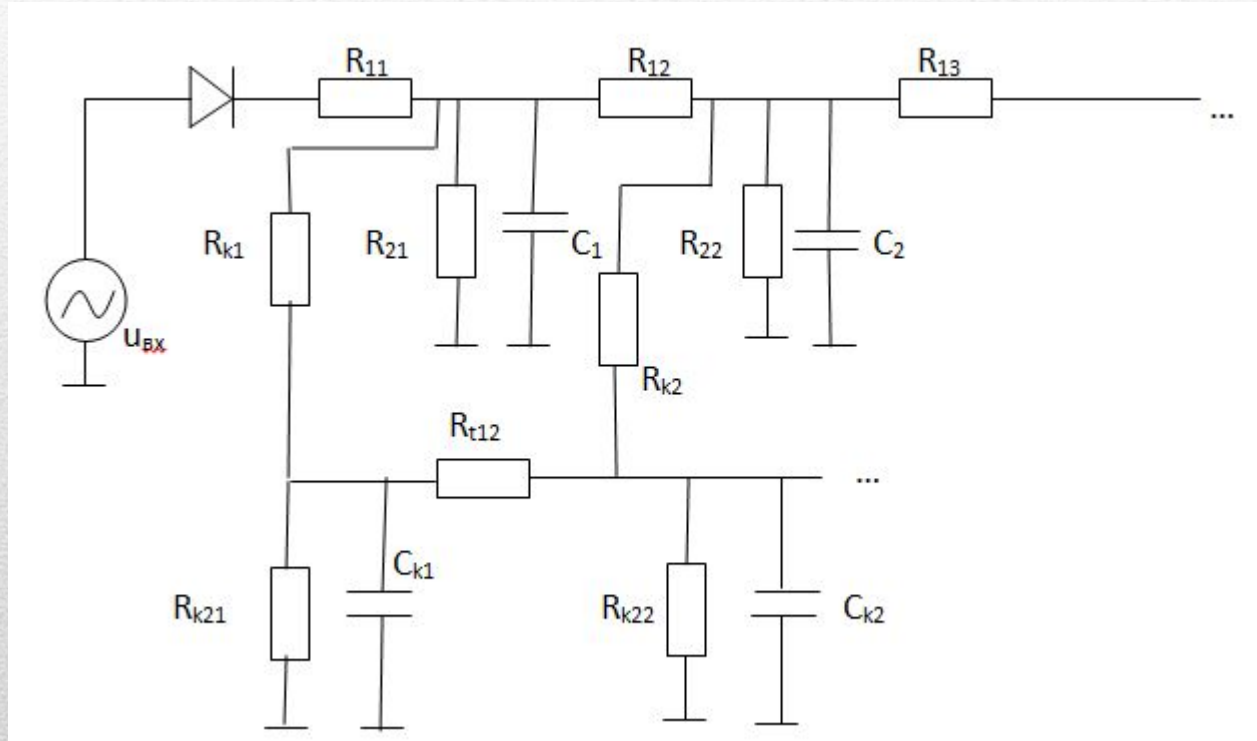 R11
R12
R13
...
Rk1
R21
C1
R22
C2
uвх
Rk2
Rt12
...
Ck1
Rk21
Rk22
Ck2